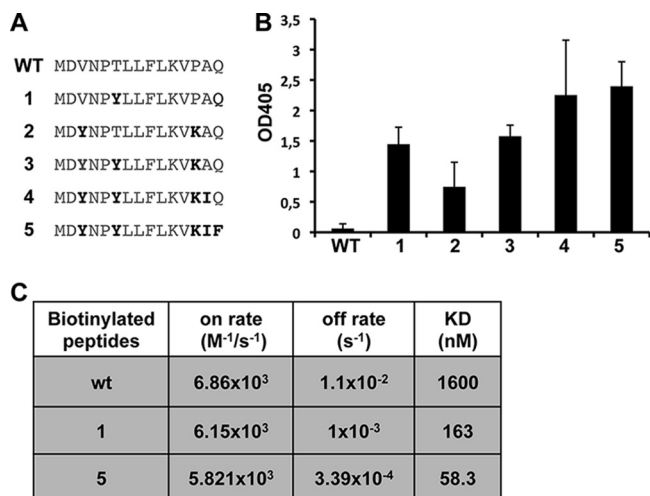 A
WT MDVNPTLLFLKVPAQ
1 MDVNPYLLFLKVPAQ
2 MDYNPTLLFLKVKAQ
3 MDYNPYLLFLKVKAQ
4 MDYNPYLLFLKVKIQ
5 MDYNPYLLFLKVKIF
B
OD405
3,5
3
2,5
2
1,5
1
0,5
0
WT 1 2 3 4 5
C
Biotinylated peptides on rate (M-1/s-1) off rate (s-1) KD (nM)
wt 6.86x10³ 1.1x10-2 1600
1 6.15x10³ 1x10-3 163
5 5.821x10³ 3.39x10-4 58.3